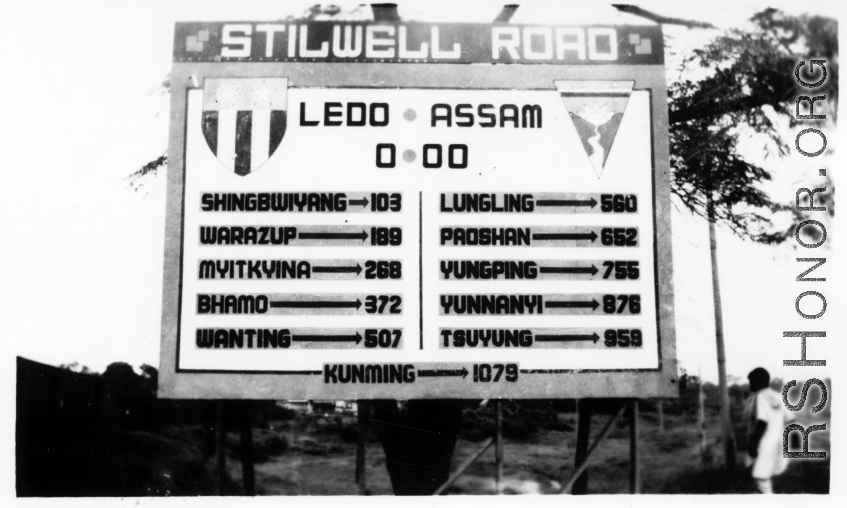 STILWELL ROAD
LEDO • ASSAM
0•00
SHINGBWIYANG → 103
WARAZUP → 189
MYITKYINA → 268
BHAMO → 372
WANTING → 507
LUNGLING → 560
PAOSHAN → 652
YUNGPING → 755
YUNNANYI → 876
TSUYUNG → 959
KUNMING → 1079
RSHONOR.ORG